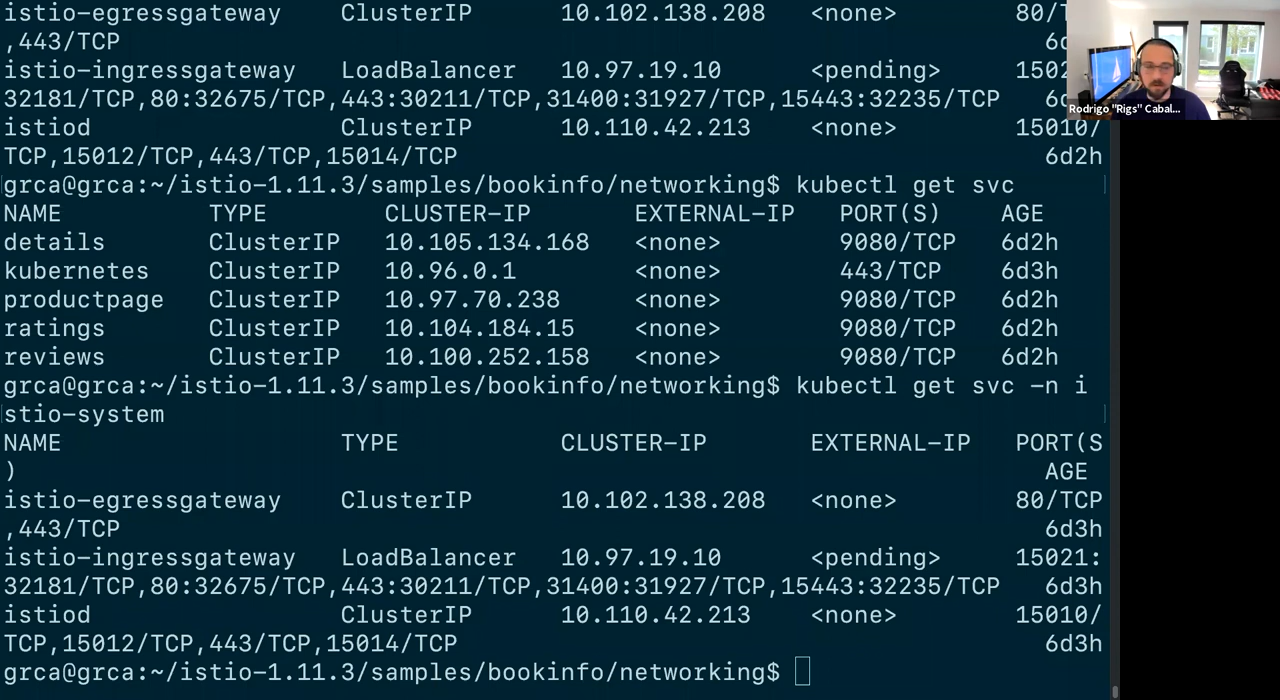 istio-egressgateway    ClusterIP      10.102.138.208   <none>        80/T
,443/TCP                                                               6d
istio-ingressgateway   LoadBalancer   10.97.19.10      <pending>     1502
32181/TCP,80:32675/TCP,443:30211/TCP,31400:31927/TCP,15443:32235/TCP   6d
istiod                 ClusterIP      10.110.42.213    <none>        15010/
TCP,15012/TCP,443/TCP,15014/TCP                                        6d2h
grca@grca:~/istio-1.11.3/samples/bookinfo/networking$ kubectl get svc
NAME          TYPE        CLUSTER-IP       EXTERNAL-IP   PORT(S)    AGE
details       ClusterIP   10.105.134.168   <none>        9080/TCP   6d2h
kubernetes    ClusterIP   10.96.0.1        <none>        443/TCP    6d3h
productpage   ClusterIP   10.97.70.238     <none>        9080/TCP   6d2h
ratings       ClusterIP   10.104.184.15    <none>        9080/TCP   6d2h
reviews       ClusterIP   10.100.252.158   <none>        9080/TCP   6d2h
grca@grca:~/istio-1.11.3/samples/bookinfo/networking$ kubectl get svc -n i
stio-system
NAME                   TYPE           CLUSTER-IP       EXTERNAL-IP   PORT(S
)                                                                      AGE
istio-egressgateway    ClusterIP      10.102.138.208   <none>        80/TCP
,443/TCP                                                               6d3h
istio-ingressgateway   LoadBalancer   10.97.19.10      <pending>     15021:
32181/TCP,80:32675/TCP,443:30211/TCP,31400:31927/TCP,15443:32235/TCP   6d3h
istiod                 ClusterIP      10.110.42.213    <none>        15010/
TCP,15012/TCP,443/TCP,15014/TCP                                        6d3h
grca@grca:~/istio-1.11.3/samples/bookinfo/networking$
Rodrigo "Rigs" Cabal...